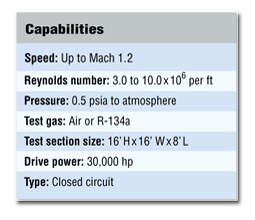 Capabilities
Speed: Up to Mach 1.2
Reynolds number: 3.0 to 10.0 x 10⁶ per ft
Pressure: 0.5 psia to atmosphere
Test gas: Air or R-134a
Test section size: 16' H x 16' W x 8' L
Drive power: 30,000 hp
Type: Closed circuit